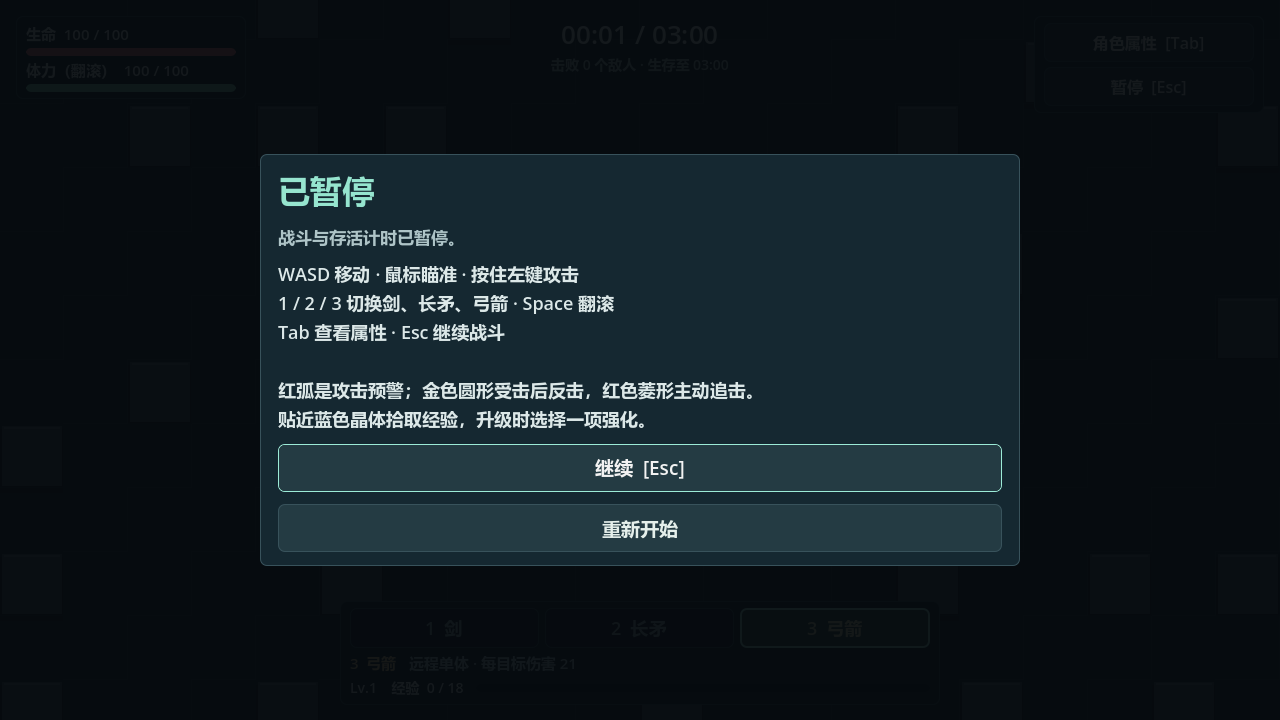 生命 100 / 100
体力（翻滚） 100 / 100
00:01 / 03:00
击败 0 个敌人 · 生存至 03:00
角色属性 [Tab]
暂停 [Esc]
已暂停
战斗与存活计时已暂停。
WASD 移动 · 鼠标瞄准 · 按住左键攻击
1 / 2 / 3 切换剑、长矛、弓箭 · Space 翻滚
Tab 查看属性 · Esc 继续战斗
红弧是攻击预警；金色圆形受击后反击，红色菱形主动追击。
贴近蓝色晶体拾取经验，升级时选择一项强化。
继续 [Esc]
重新开始
1 剑
2 长矛
3 弓箭
3 弓箭 远程单体 · 每目标伤害 21
Lv.1 经验 0 / 18